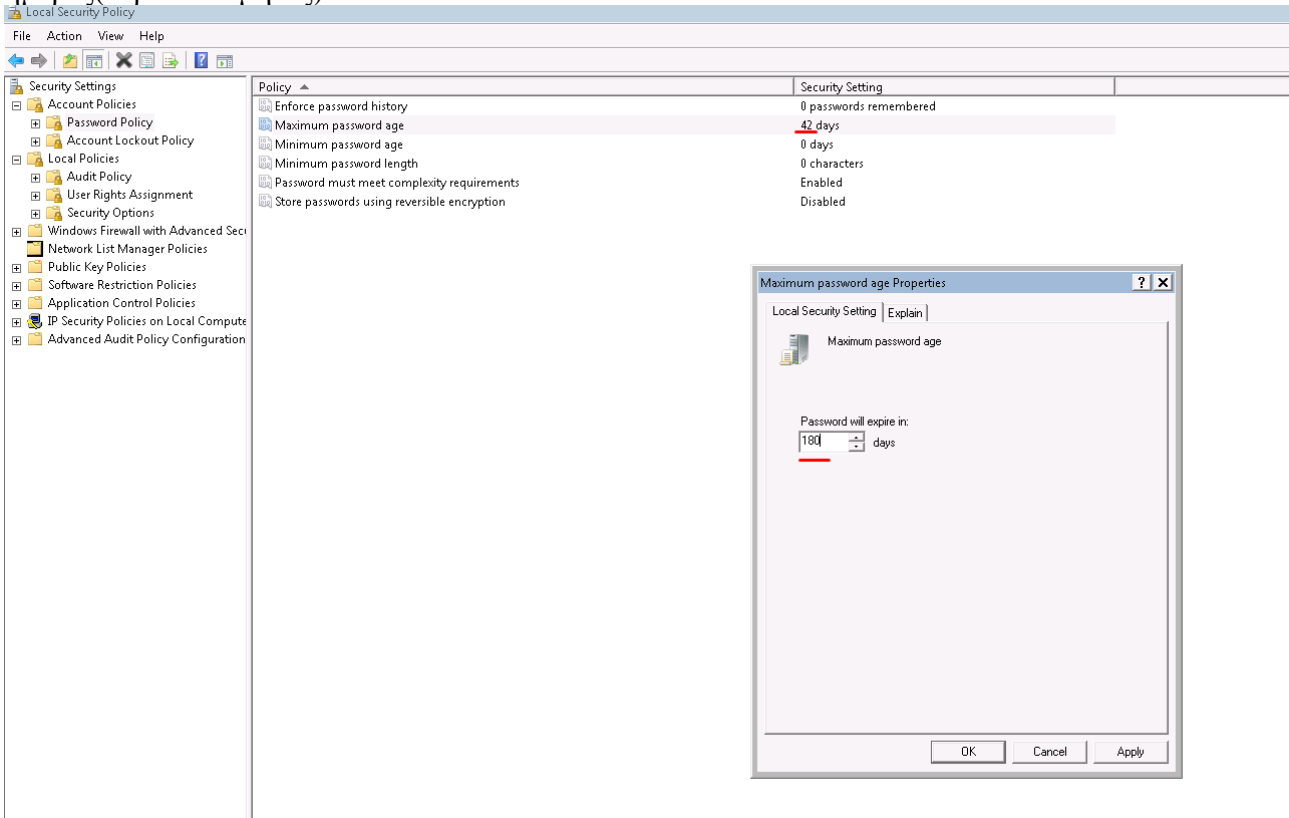 Local Security Policy
File Action View Help
Security Settings
Account Policies
Password Policy
Account Lockout Policy
Local Policies
Audit Policy
User Rights Assignment
Security Options
Windows Firewall with Advanced Secu
Network List Manager Policies
Public Key Policies
Software Restriction Policies
Application Control Policies
IP Security Policies on Local Compute
Advanced Audit Policy Configuration
Policy Security Setting
Enforce password history 0 passwords remembered
Maximum password age 42 days
Minimum password age 0 days
Minimum password length 0 characters
Password must meet complexity requirements Enabled
Store passwords using reversible encryption Disabled
Maximum password age Properties
Local Security Setting Explain
Maximum password age
Password will expire in:
180 days
OK Cancel Apply